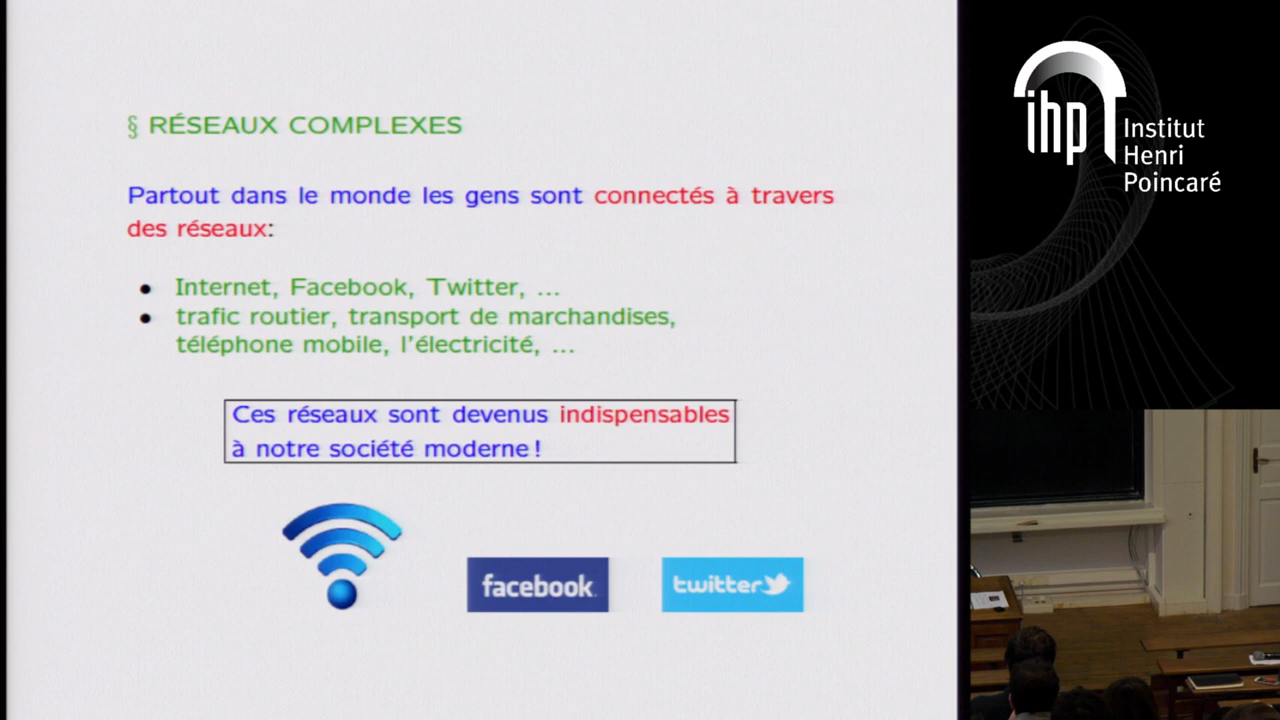 § RÉSEAUX COMPLEXES
Partout dans le monde les gens sont connectés à travers
des réseaux:
• Internet, Facebook, Twitter, ...
• trafic routier, transport de marchandises,
téléphone mobile, l'électricité, ...
Ces réseaux sont devenus indispensables
à notre société moderne !
facebook
twitter
ihp
Institut
Henri
Poincaré